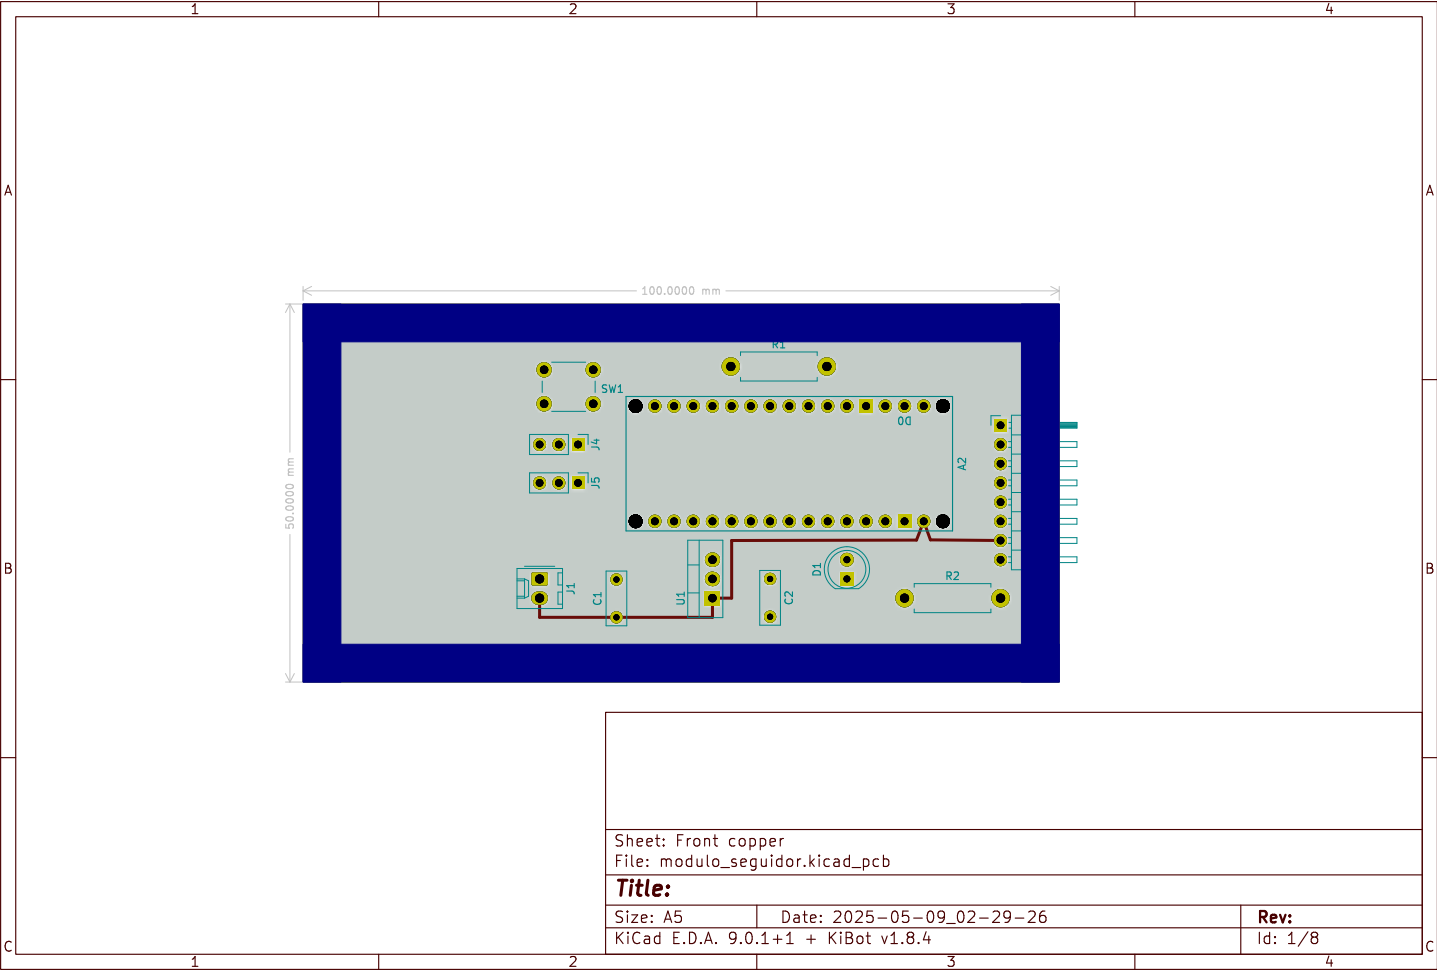 1 2 3 4
A A
100.0000 mm
R1
SW1
D0
J4
A2
J5
50.0000 mm
B B
D1
R2
J1
C1
U1
C2
Sheet: Front copper
File: modulo_seguidor.kicad_pcb
Title:
Size: A5 Date: 2025-05-09_02-29-26 Rev:
KiCad E.D.A. 9.0.1+1 + KiBot v1.8.4 Id: 1/8
C C
1 2 3 4